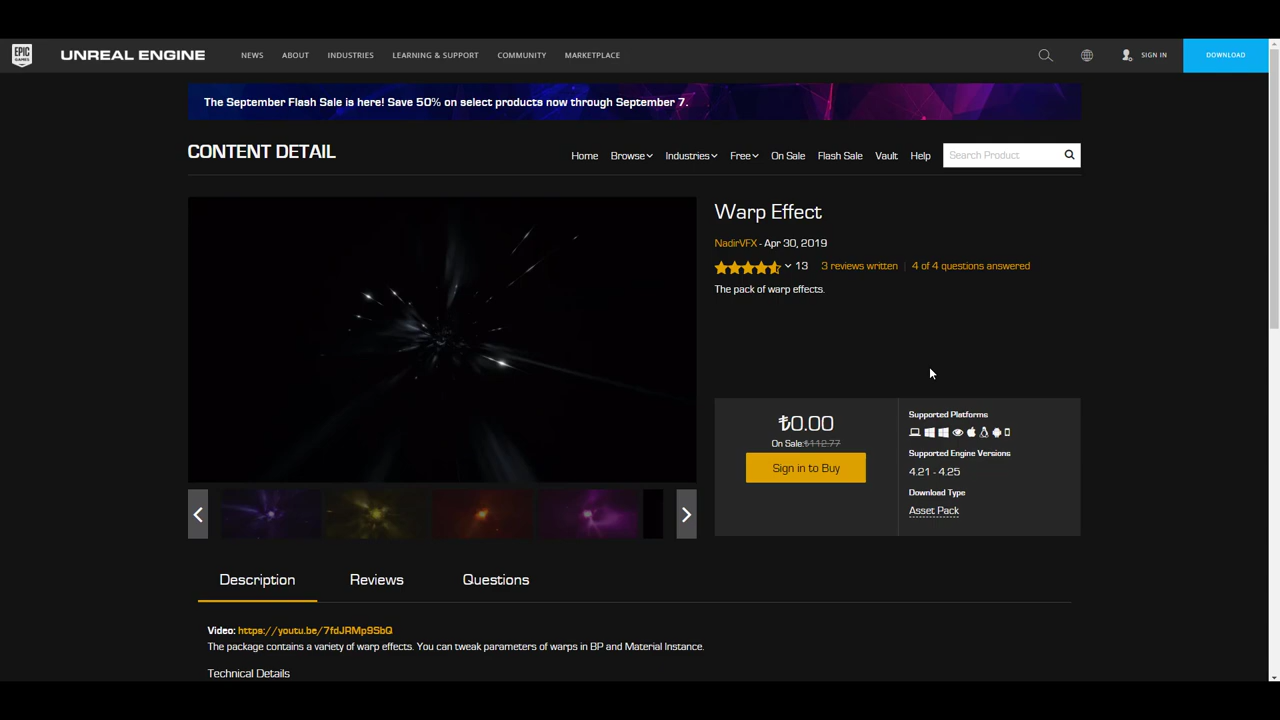 EPIC GAMES
UNREAL ENGINE
NEWS ABOUT INDUSTRIES LEARNING & SUPPORT COMMUNITY MARKETPLACE
SIGN IN DOWNLOAD
The September Flash Sale is here! Save 50% on select products now through September 7.
CONTENT DETAIL
Home Browse Industries Free On Sale Flash Sale Vault Help Search Product
Warp Effect
NadirVFX - Apr 30, 2019
13 3 reviews written | 4 of 4 questions answered
The pack of warp effects.
₺0.00
On Sale:₺112.77
Sign in to Buy
Supported Platforms
Supported Engine Versions
4.21 - 4.25
Download Type
Asset Pack
Description Reviews Questions
Video: https://youtu.be/7fdJRMp9SbQ
The package contains a variety of warp effects. You can tweak parameters of warps in BP and Material Instance.
Technical Details